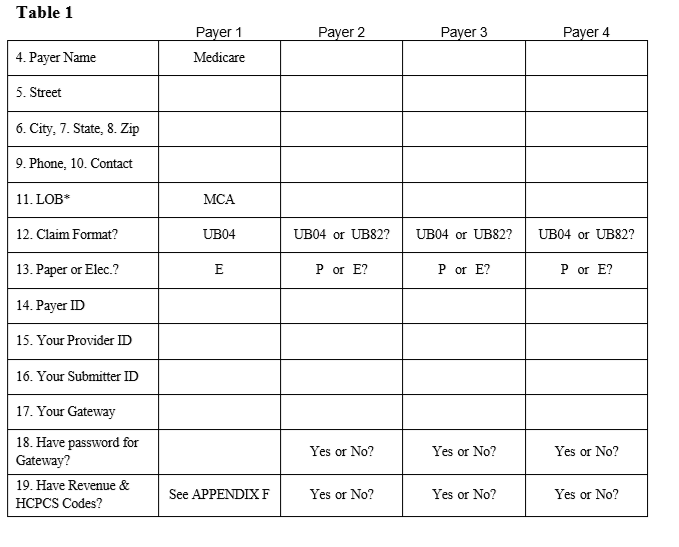 Table 1
Payer 1 Payer 2 Payer 3 Payer 4
4. Payer Name Medicare
5. Street
6. City, 7. State, 8. Zip
9. Phone, 10. Contact
11. LOB* MCA
12. Claim Format? UB04 UB04 or UB82? UB04 or UB82? UB04 or UB82?
13. Paper or Elec.? E P or E? P or E? P or E?
14. Payer ID
15. Your Provider ID
16. Your Submitter ID
17. Your Gateway
18. Have password for
Gateway? Yes or No? Yes or No? Yes or No?
19. Have Revenue &
HCPCS Codes? See APPENDIX F Yes or No? Yes or No? Yes or No?